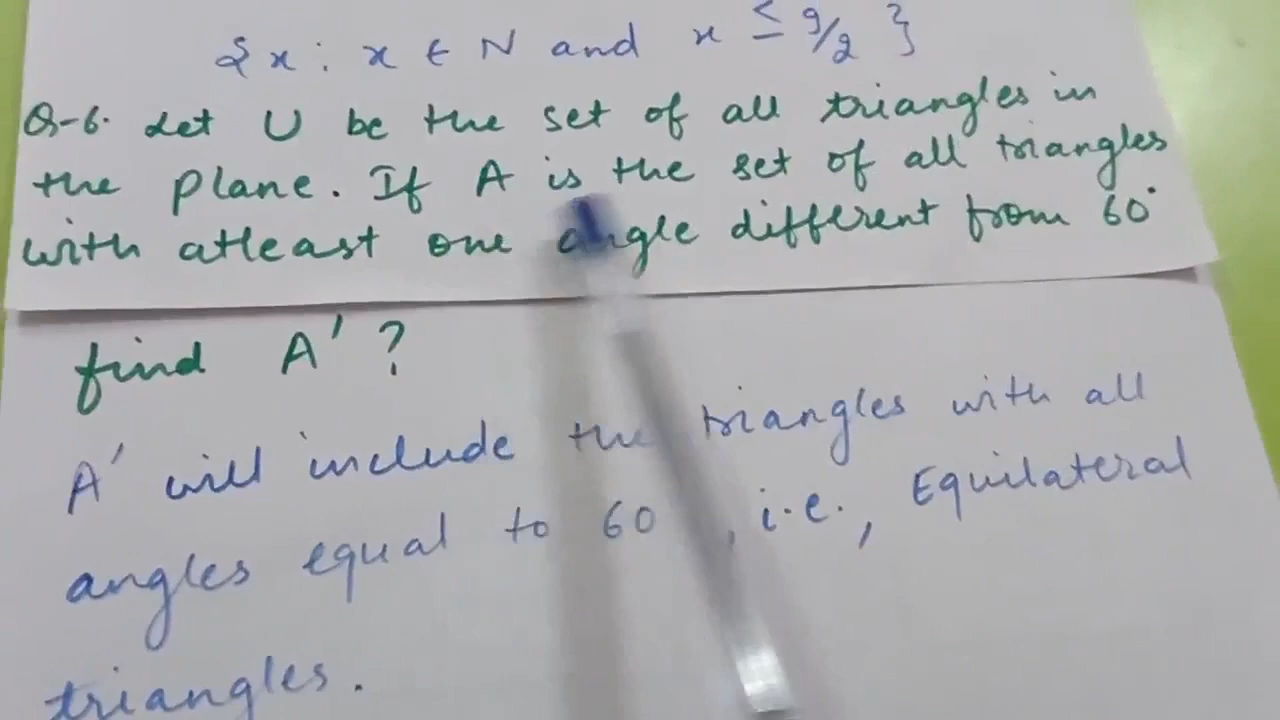 {x : x ∈ N and x ≤ 9/2 }
Q-6. Let U be the set of all triangles in
the plane. If A is the set of all triangles
with atleast one angle different from 60°
find A' ?
A' will include the triangles with all
angles equal to 60 , i.e., Equilateral
triangles.